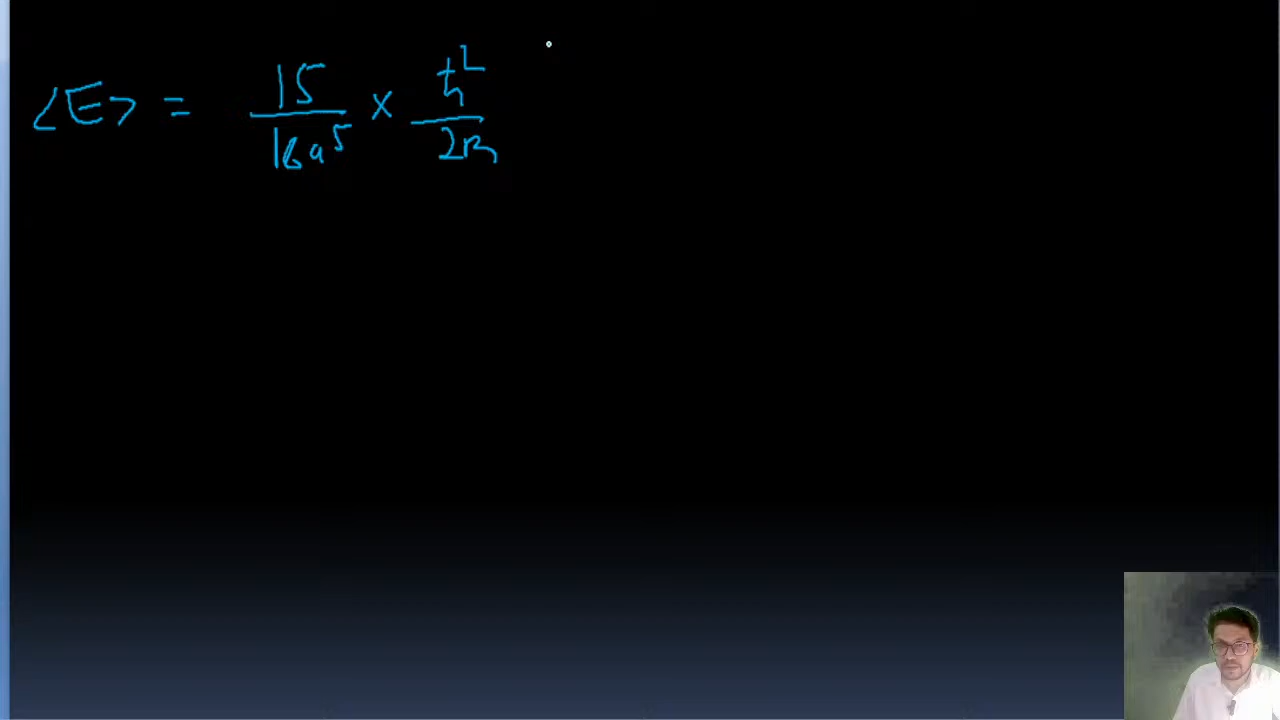 <E> = 15/16a⁵ × ħ²/2m